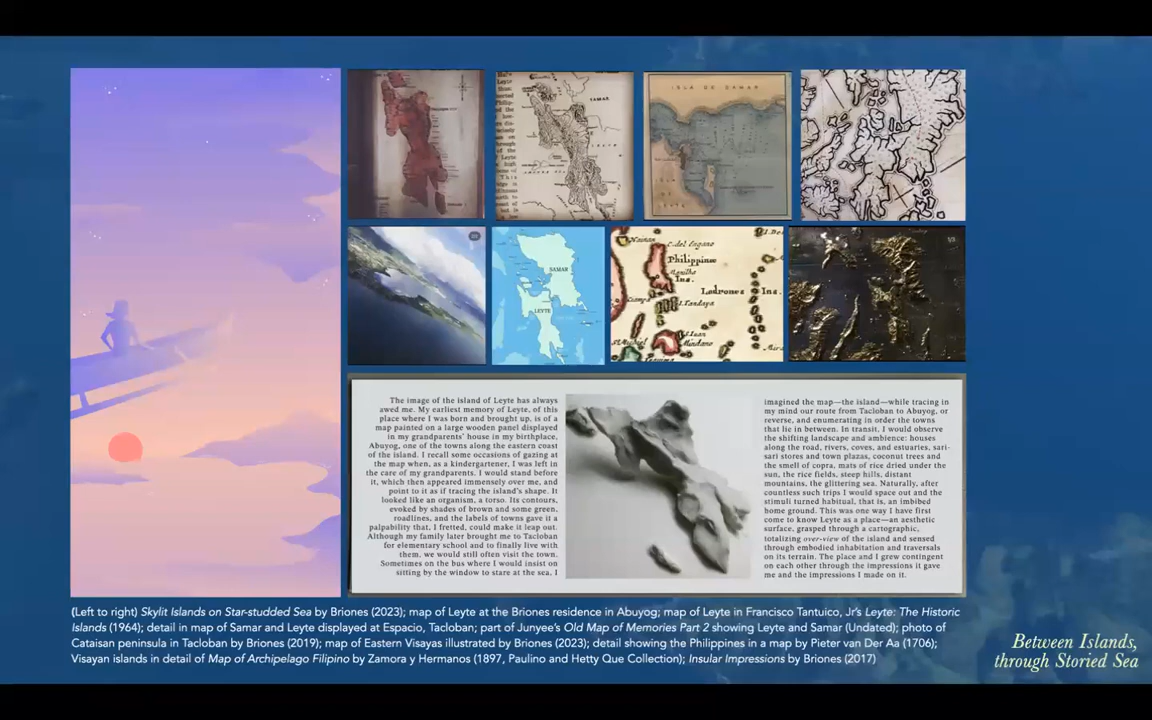 ISLA DE SAMAR
SAMAR
SAMAR
LEYTE
C.del Engano
Philippinæ
Ins.
Ladrones Ins.
I.Tandaya
The image of the island of Leyte has always
awed me. My earliest memory of Leyte, of this
place where I was born and brought up, is of a
map painted on a large wooden panel displayed
in my grandparents' house in my birthplace,
Abuyog, one of the towns along the eastern coast
of the island. I recall some occasions of gazing at
the map when, as a kindergartener, I was left in
the care of my grandparents. I would stand before
it, which then appeared immensely over me, and
point to it as if tracing the island's shape. It
looked like an organism, a torso. Its contours,
evoked by shades of brown and some green,
roadlines, and the labels of towns gave it a
palpability that, I fretted, could make it leap out.
Although my family later brought me to Tacloban
for elementary school and to finally live with
them, we would still often visit the town.
Sometimes on the bus where I would insist on
sitting by the window to stare at the sea, I
imagined the map—the island—while tracing in
my mind our route from Tacloban to Abuyog, or
reverse, and enumerating in order the towns
that lie in between. In transit, I would observe
the shifting landscape and ambience: houses
along the road, rivers, coves, and estuaries, sari-
sari stores and town plazas, coconut trees and
the smell of copra, mats of rice dried under the
sun, the rice fields, steep hills, distant
mountains, the glittering sea. Naturally, after
countless such trips I would space out and the
stimuli turned habitual, that is, an imbibed
home ground. This was one way I have first
come to know Leyte as a place—an aesthetic
surface, grasped through a cartographic,
totalizing over-view of the island and sensed
through embodied inhabitation and traversals
on its terrain. The place and I grew contingent
on each other through the impressions it gave
me and the impressions I made on it.
(Left to right) Skylit Islands on Star-studded Sea by Briones (2023); map of Leyte at the Briones residence in Abuyog; map of Leyte in Francisco Tantuico, Jr's Leyte: The Historic
Islands (1964); detail in map of Samar and Leyte displayed at Espacio, Tacloban; part of Junyee's Old Map of Memories Part 2 showing Leyte and Samar (Undated); photo of
Cataisan peninsula in Tacloban by Briones (2019); map of Eastern Visayas illustrated by Briones (2023); detail showing the Philippines in a map by Pieter van Der Aa (1706);
Visayan islands in detail of Map of Archipelago Filipino by Zamora y Hermanos (1897, Paulino and Hetty Que Collection); Insular Impressions by Briones (2017)
Between Islands,
through Storied Sea